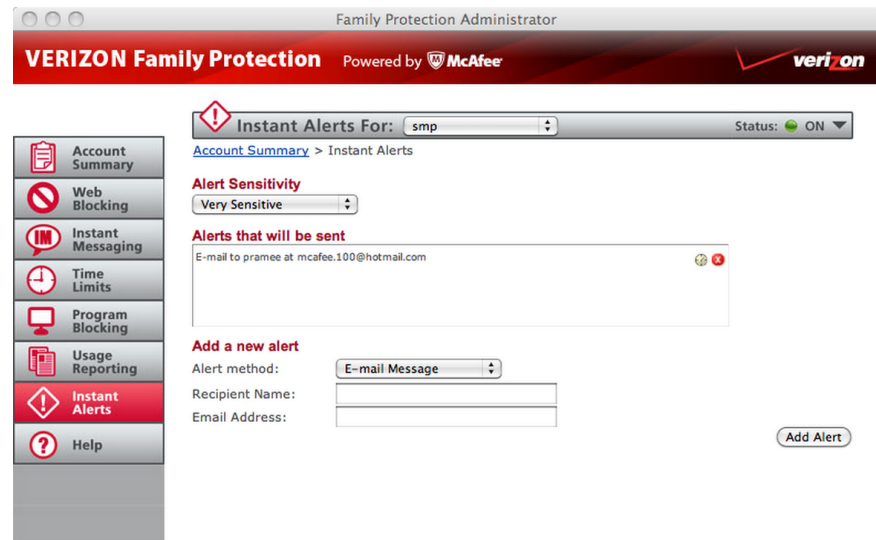 Family Protection Administrator
VERIZON Family Protection Powered by McAfee verizon
Instant Alerts For: smp Status: ON
Account Summary > Instant Alerts
Account
Summary
Web
Blocking
IM
Instant
Messaging
Time
Limits
Program
Blocking
Usage
Reporting
Instant
Alerts
Help
Alert Sensitivity
Very Sensitive
Alerts that will be sent
E-mail to pramee at mcafee.100@hotmail.com
Add a new alert
Alert method: E-mail Message
Recipient Name:
Email Address:
Add Alert